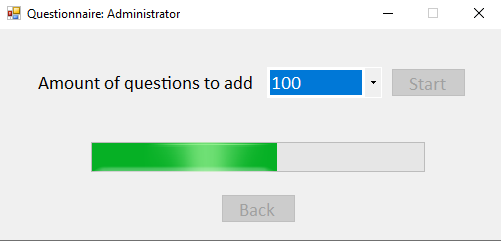 Questionnaire: Administrator
Amount of questions to add 100 Start
Back